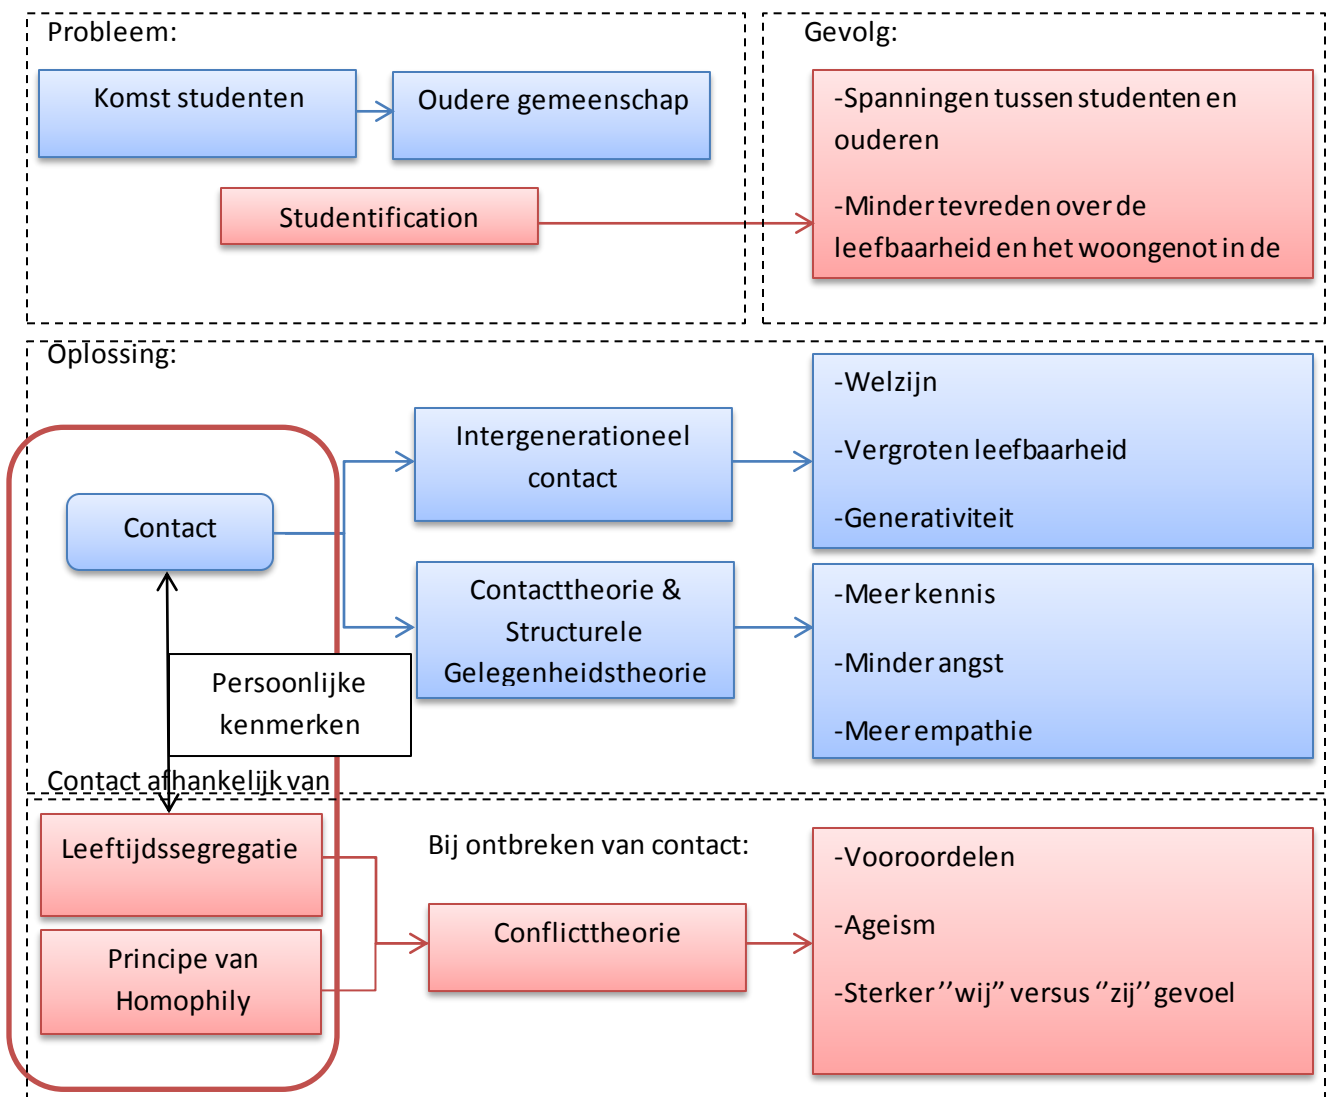 Probleem:
Komst studenten
Oudere gemeenschap
Studentification
Gevolg:
-Spanningen tussen studenten en
ouderen
-Minder tevreden over de
leefbaarheid en het woongenot in de
Oplossing:
Contact
Intergenerationeel
contact
-Welzijn
-Vergroten leefbaarheid
-Generativiteit
Contacttheorie &
Structurele
Gelegenheidstheorie
-Meer kennis
-Minder angst
-Meer empathie
Persoonlijke
kenmerken
Contact afhankelijk van
Leeftijdssegregatie
Principe van
Homophily
Bij ontbreken van contact:
Conflicttheorie
-Vooroordelen
-Ageism
-Sterker ’’wij” versus ‘’zij’’ gevoel